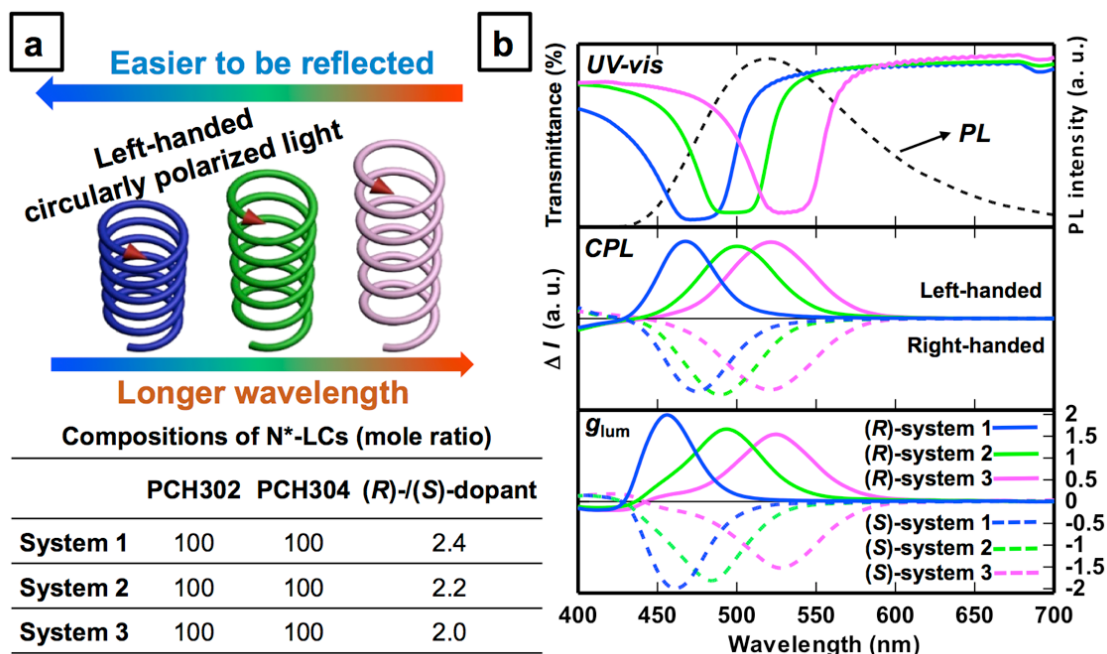 a
Easier to be reflected
Left-handed
circularly polarized light
Longer wavelength
Compositions of N*-LCs (mole ratio)
PCH302 PCH304 (R)-/(S)-dopant
System 1 100 100 2.4
System 2 100 100 2.2
System 3 100 100 2.0
b
UV-vis
PL
Transmittance (%)
PL intensity (a. u.)
CPL
Left-handed
Right-handed
Δ I (a. u.)
glum
(R)-system 1
(R)-system 2
(R)-system 3
(S)-system 1
(S)-system 2
(S)-system 3
2
1.5
1
0.5
0
-0.5
-1
-1.5
-2
400 450 500 550 600 650 700
Wavelength (nm)